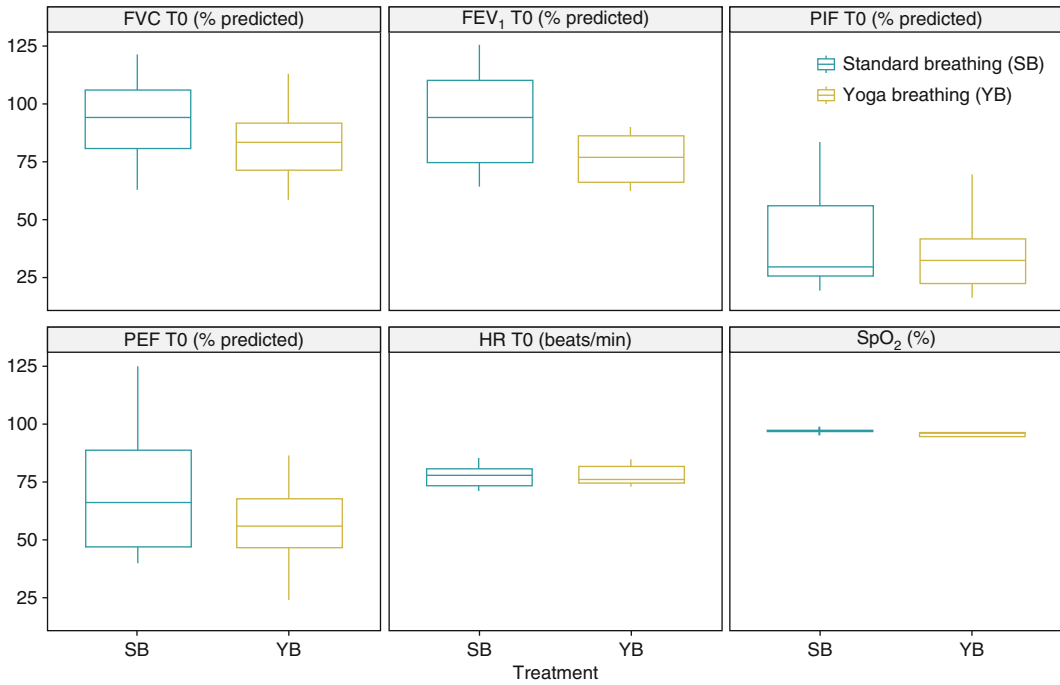 FVC T0 (% predicted)
FEV₁ T0 (% predicted)
PIF T0 (% predicted)
125
100
75
50
25
Standard breathing (SB)
Yoga breathing (YB)
PEF T0 (% predicted)
HR T0 (beats/min)
SpO₂ (%)
125
100
75
50
25
SB
YB
SB
YB
SB
YB
Treatment